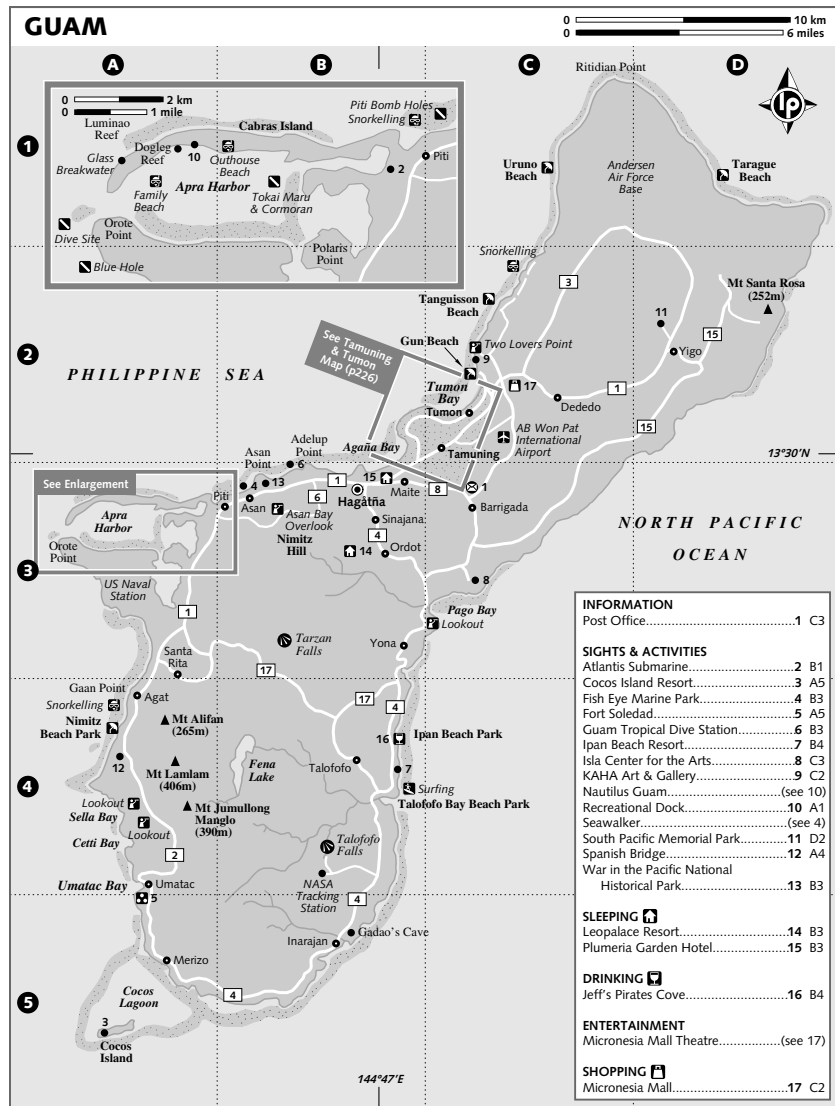 GUAM
0 10 km
0 6 miles
A
B
C
D
1
2
3
4
5
0 2 km
0 1 mile
Luminao
Reef
Cabras Island
Piti Bomb Holes
Snorkelling
Glass
Breakwater
Dogleg
Reef
10
Outhouse
Beach
Piti
2
Family
Beach
Apra Harbor
Tokai Maru
& Cormoran
Orote
Point
Dive Site
Blue Hole
Polaris
Point
Ritidian Point
lp
Uruno
Beach
Andersen
Air Force
Base
Tarague
Beach
Snorkelling
3
Mt Santa Rosa
(252m)
Tanguisson
Beach
11
15
See Tamuning
& Tumon
Map (p226)
Gun Beach
Two Lovers Point
9
Yigo
PHILIPPINE SEA
Tumon
Bay
17
1
Tumon
Dededo
15
AB Won Pat
International
Airport
Agaña Bay
Tamuning
13°30'N
Adelup
Point
Asan
Point
6
See Enlargement
4
13
15
1
Maite
8
1
Piti
Asan
6
Hagåtña
Asan Bay
Overlook
Sinajana
Barrigada
Apra
Harbor
Nimitz
Hill
4
14
Ordot
NORTH PACIFIC
OCEAN
Orote
Point
US Naval
Station
8
1
Pago Bay
Lookout
Tarzan
Falls
Yona
Santa
Rita
17
17
4
Gaan Point
Snorkelling
Agat
Nimitz
Beach Park
Mt Alifan
(265m)
16
Ipan Beach Park
Fena
Lake
12
Mt Lamlam
(406m)
Talofofo
7
Surfing
Talofofo Bay Beach Park
Lookout
Sella Bay
Mt Jumullong
Manglo
(390m)
Lookout
Cetti Bay
2
Talofofo
Falls
Umatac Bay
Umatac
5
NASA
Tracking
Station
4
Gadao's Cave
Inarajan
Merizo
4
Cocos
Lagoon
3
Cocos
Island
144°47'E
INFORMATION
Post Office..................................1 C3
SIGHTS & ACTIVITIES
Atlantis Submarine......................2 B1
Cocos Island Resort.....................3 A5
Fish Eye Marine Park...................4 B3
Fort Soledad...............................5 A5
Guam Tropical Dive Station..........6 B3
Ipan Beach Resort.......................7 B4
Isla Center for the Arts.................8 C3
KAHA Art & Gallery.....................9 C2
Nautilus Guam......................(see 10)
Recreational Dock.....................10 A1
Seawalker..............................(see 4)
South Pacific Memorial Park.......11 D2
Spanish Bridge..........................12 A4
War in the Pacific National
Historical Park.......................13 B3
SLEEPING
Leopalace Resort.......................14 B3
Plumeria Garden Hotel..............15 B3
DRINKING
Jeff's Pirates Cove.....................16 B4
ENTERTAINMENT
Micronesia Mall Theatre.........(see 17)
SHOPPING
Micronesia Mall.........................17 C2